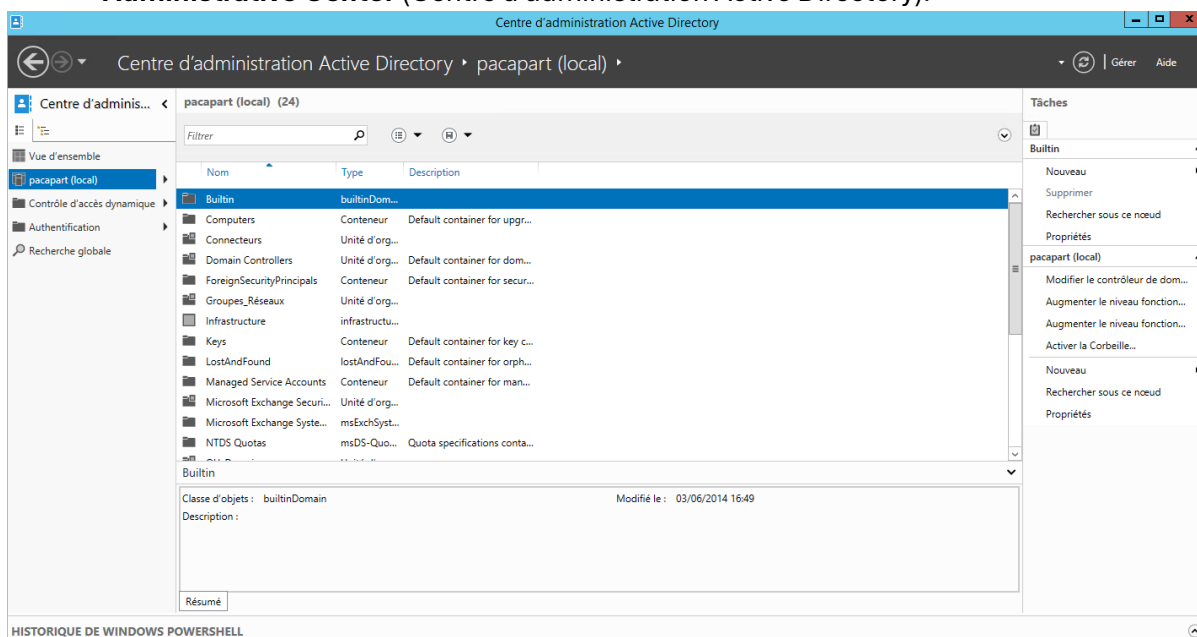 Administrative Center (Centre d'administration Active Directory).
Centre d'administration Active Directory
Centre d'administration Active Directory • pacapart (local) •
Gérer Aide
Centre d'adminis...
Vue d'ensemble
pacapart (local)
Contrôle d'accès dynamique
Authentification
Recherche globale
pacapart (local) (24)
Filtrer
Nom Type Description
Builtin builtinDom...
Computers Conteneur Default container for upgr...
Connecteurs Unité d'org...
Domain Controllers Unité d'org... Default container for dom...
ForeignSecurityPrincipals Conteneur Default container for secur...
Groupes_Réseaux Unité d'org...
Infrastructure infrastructu...
Keys Conteneur Default container for key c...
LostAndFound lostAndFou... Default container for orph...
Managed Service Accounts Conteneur Default container for man...
Microsoft Exchange Securi... Unité d'org...
Microsoft Exchange Syste... msExchSyst...
NTDS Quotas msDS-Quo... Quota specifications conta...
Builtin
Classe d'objets : builtinDomain Modifié le : 03/06/2014 16:49
Description :
Résumé
Tâches
Builtin
Nouveau
Supprimer
Rechercher sous ce nœud
Propriétés
pacapart (local)
Modifier le contrôleur de dom...
Augmenter le niveau fonction...
Augmenter le niveau fonction...
Activer la Corbeille...
Nouveau
Rechercher sous ce nœud
Propriétés
HISTORIQUE DE WINDOWS POWERSHELL